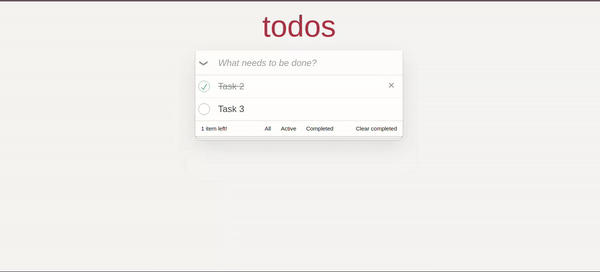 todos
What needs to be done?
Task 2
Task 3
1 item left!
All
Active
Completed
Clear completed